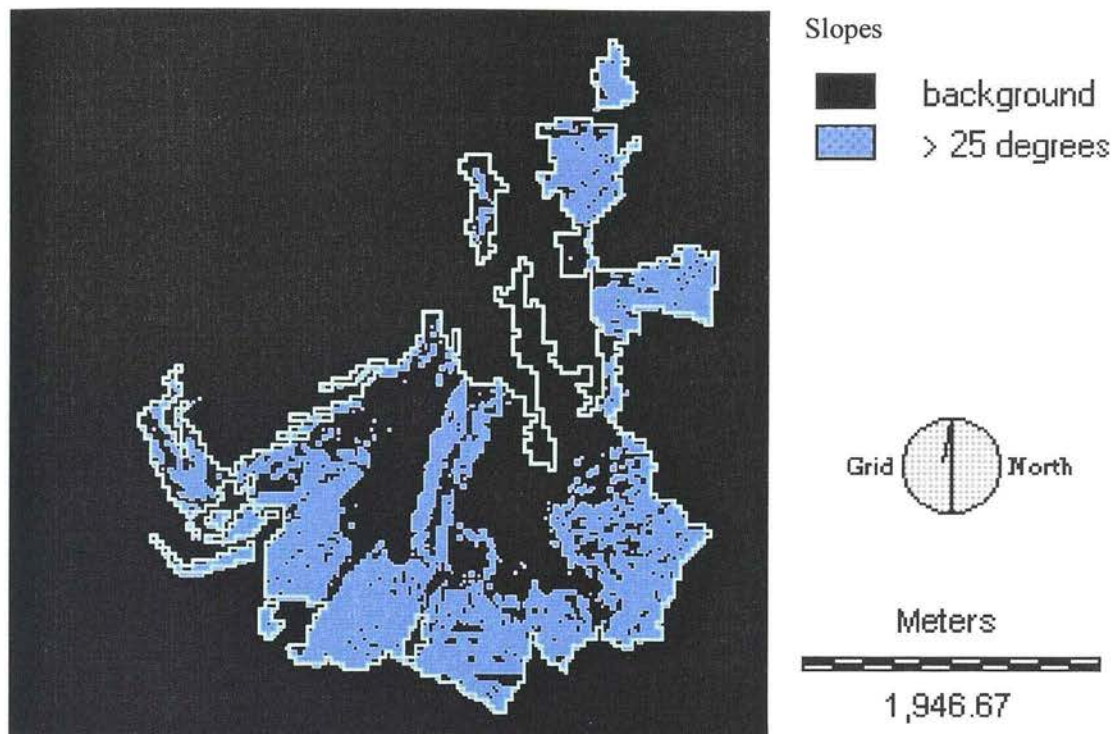 Slopes
background
> 25 degrees
Grid North
Meters
1,946.67